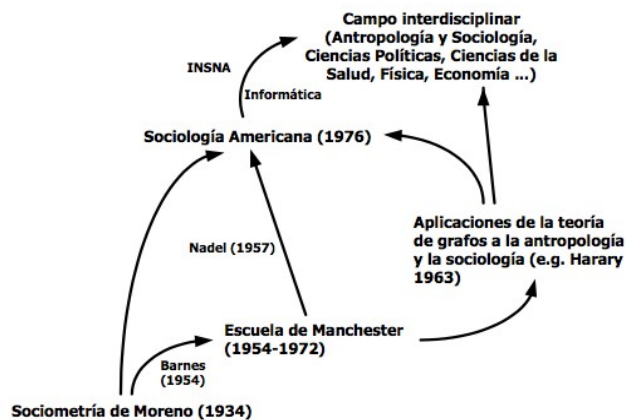 Campo interdisciplinar
(Antropología y Sociología,
Ciencias Políticas, Ciencias de la
Salud, Física, Economía ...)
INSNA
Informática
Sociología Americana (1976)
Aplicaciones de la teoría
de grafos a la antropología
y la sociología (e.g. Harary
1963)
Nadel (1957)
Escuela de Manchester
(1954-1972)
Barnes
(1954)
Sociometría de Moreno (1934)